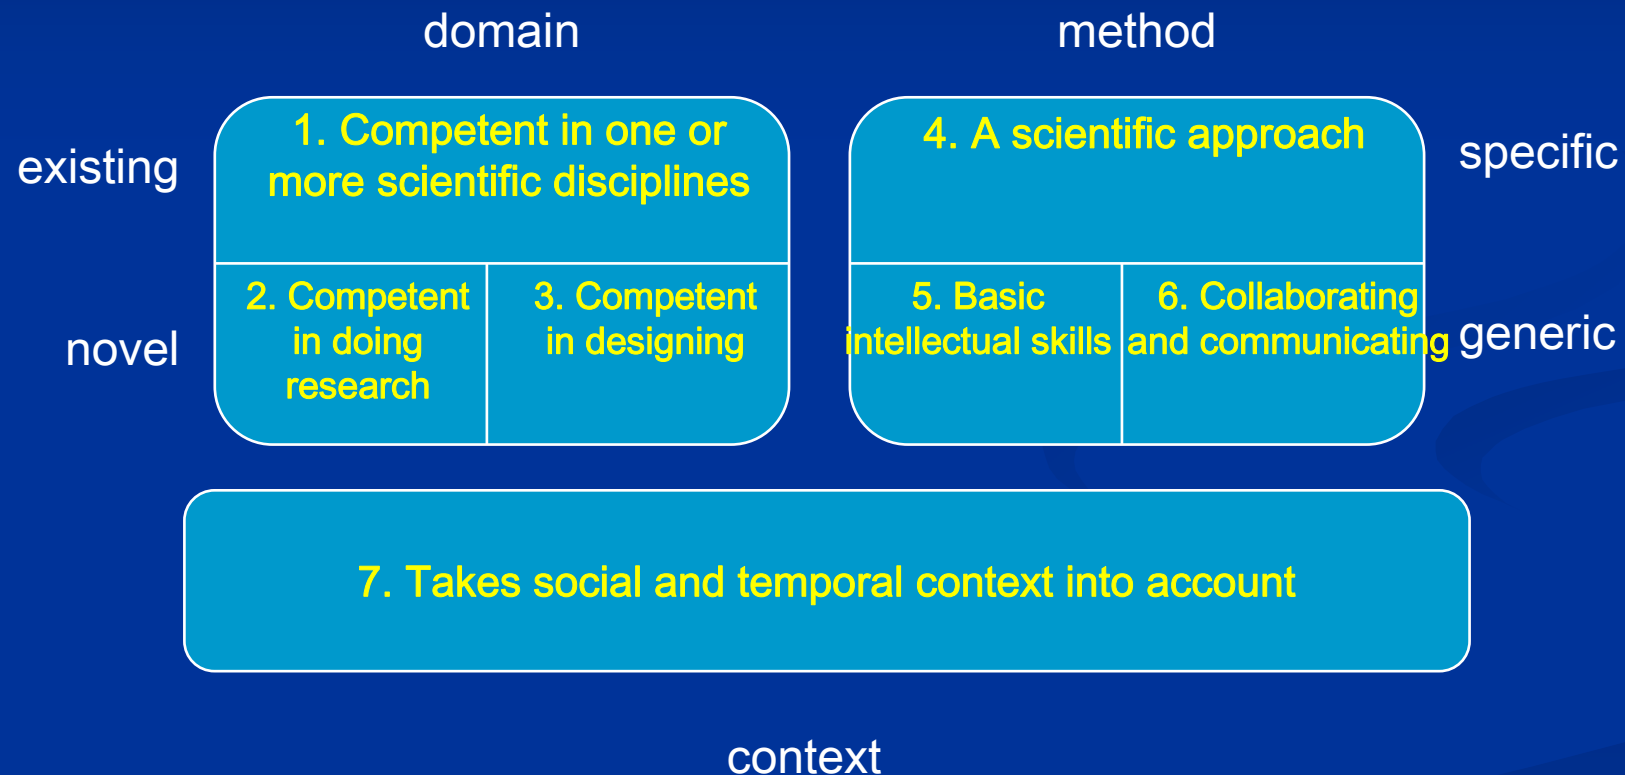 domain
method
existing
1. Competent in one or
more scientific disciplines
4. A scientific approach
specific
novel
2. Competent
in doing
research
3. Competent
in designing
5. Basic
intellectual skills
6. Collaborating
and communicating
generic
7. Takes social and temporal context into account
context